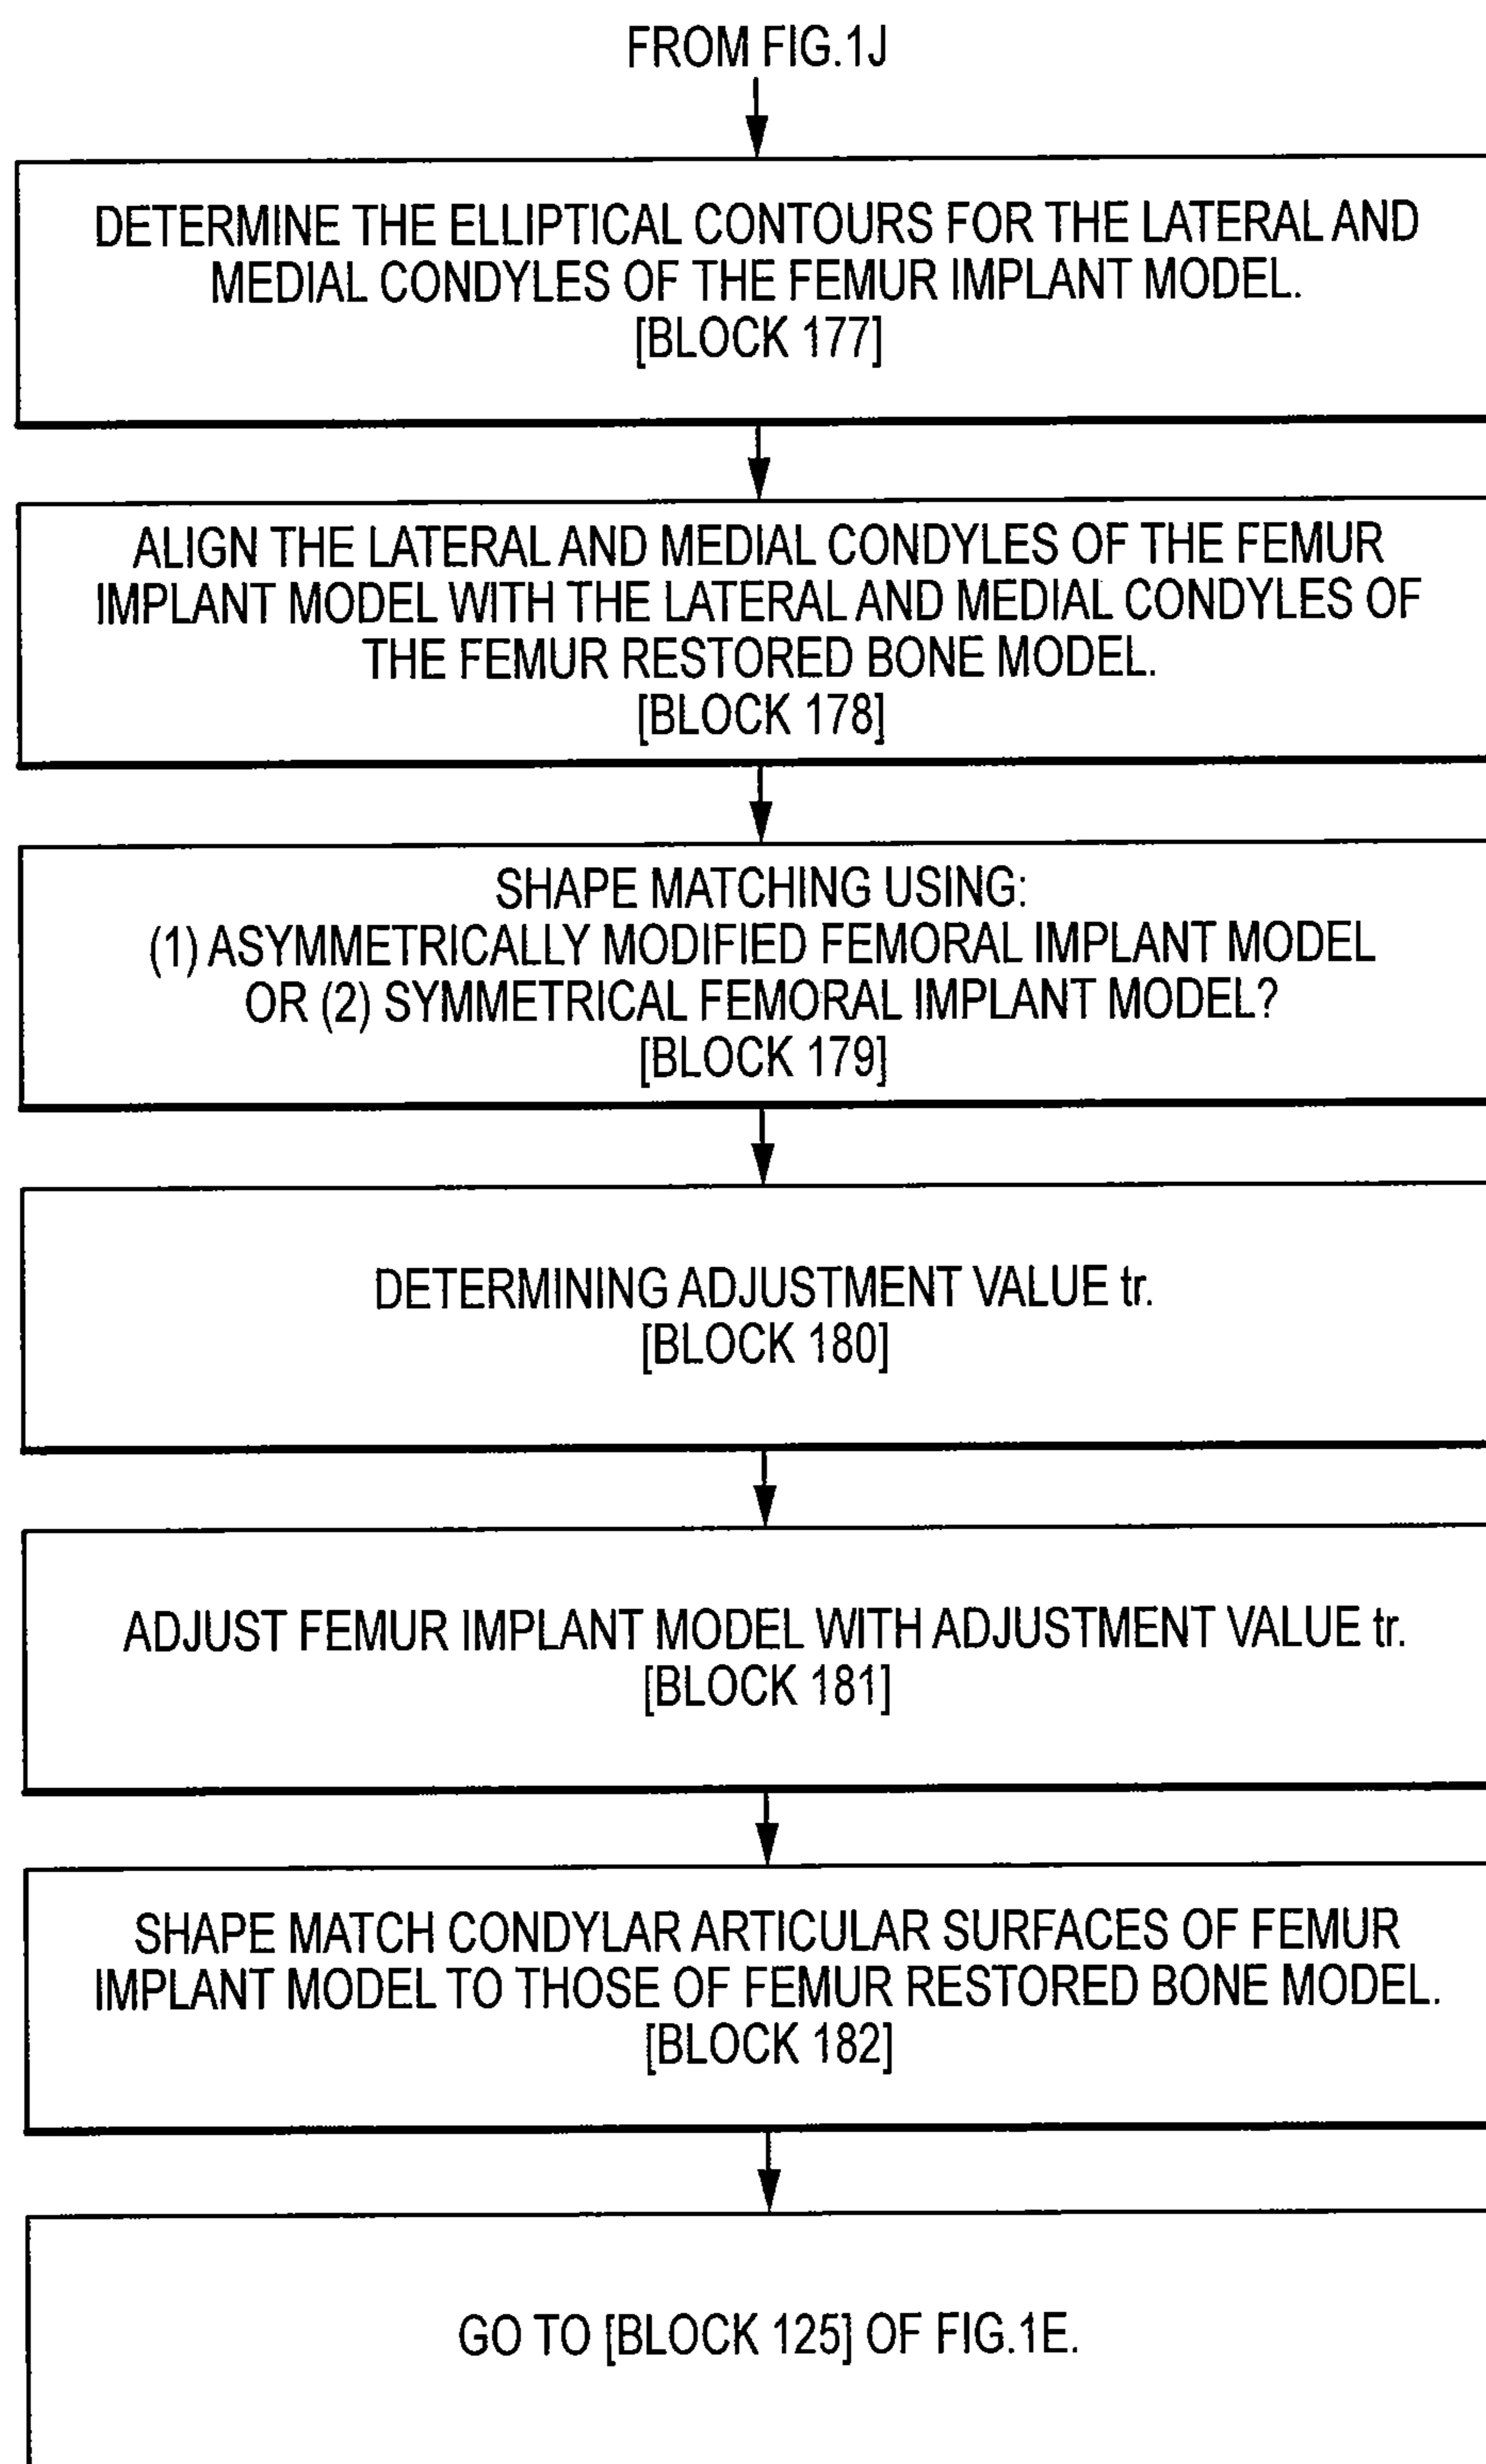 FROM FIG.1J
DETERMINE THE ELLIPTICAL CONTOURS FOR THE LATERAL AND
MEDIAL CONDYLES OF THE FEMUR IMPLANT MODEL.
[BLOCK 177]
ALIGN THE LATERAL AND MEDIAL CONDYLES OF THE FEMUR
IMPLANT MODEL WITH THE LATERAL AND MEDIAL CONDYLES OF
THE FEMUR RESTORED BONE MODEL.
[BLOCK 178]
SHAPE MATCHING USING:
(1) ASYMMETRICALLY MODIFIED FEMORAL IMPLANT MODEL
OR (2) SYMMETRICAL FEMORAL IMPLANT MODEL?
[BLOCK 179]
DETERMINING ADJUSTMENT VALUE tr.
[BLOCK 180]
ADJUST FEMUR IMPLANT MODEL WITH ADJUSTMENT VALUE tr.
[BLOCK 181]
SHAPE MATCH CONDYLAR ARTICULAR SURFACES OF FEMUR
IMPLANT MODEL TO THOSE OF FEMUR RESTORED BONE MODEL.
[BLOCK 182]
GO TO [BLOCK 125] OF FIG.1E.